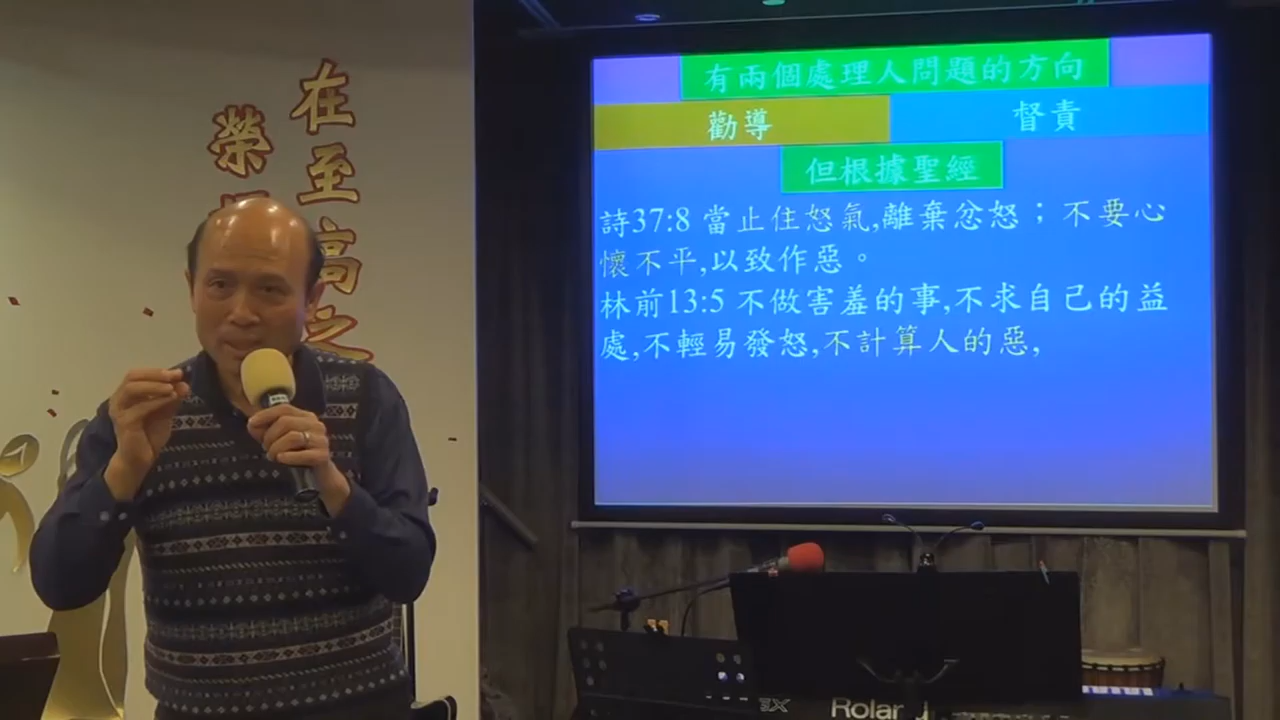 在至高之
榮
有兩個處理人問題的方向
勸導
督責
但根據聖經
詩37:8 當止住怒氣,離棄忿怒；不要心
懷不平,以致作惡。
林前13:5 不做害羞的事,不求自己的益
處,不輕易發怒,不計算人的惡,
Roland